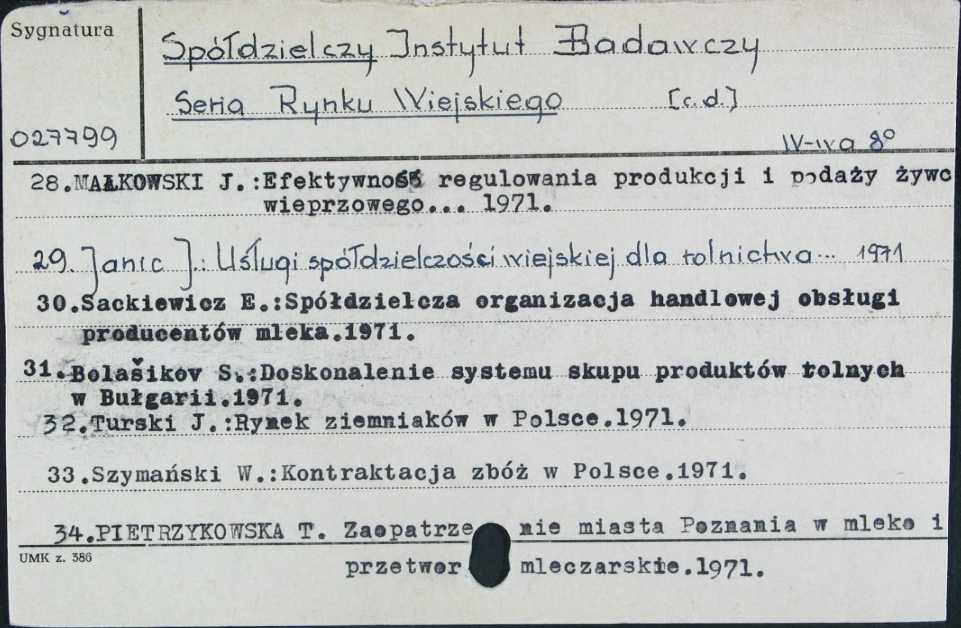 Sygnatura
Spółdzielczy Instytut Badawczy
Seria Rynku Wiejskiego [c.d.]
027799
W-wa 8°
28.MAŁKOWSKI J.:Efektywność regulowania produkcji i podaży żywc
wieprzowego... 1971.
29. Janic J.: Usługi spółdzielczości wiejskiej dla rolnictwa... 1971
30.Sackiewicz E.:Spółdzielcza organizacja handlowej obsługi
producentów mleka.1971.
31.Bolašikov S.:Doskonalenie systemu skupu produktów rolnych
w Bułgarii.1971.
32.Turski J.:Rynek ziemniaków w Polsce.1971.
33.Szymański W.:Kontraktacja zbóż w Polsce.1971.
34.PIETRZYKOWSKA T. Zaopatrze nie miasta Poznania w mleko i
UMK z. 386
przetwor mleczarskie.1971.